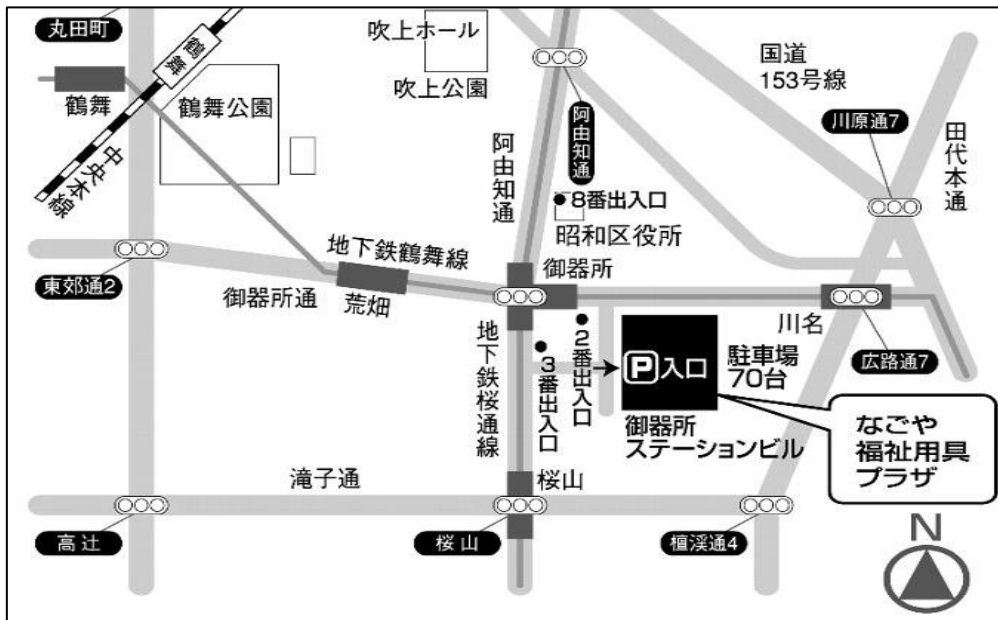 丸田町
鶴舞
鶴舞
中央本線
鶴舞公園
吹上ホール
吹上公園
阿由知通
阿由知通
国道
153号線
川原通7
田代本通
8番出入口
昭和区役所
東郊通2
地下鉄鶴舞線
御器所通
荒畑
御器所
川名
広路通7
地下鉄桜通線
3番出入口
2番出入口
P入口
駐車場
70台
御器所
ステーションビル
なごや
福祉用具
プラザ
滝子通
桜山
高辻
桜山
檀渓通4
N